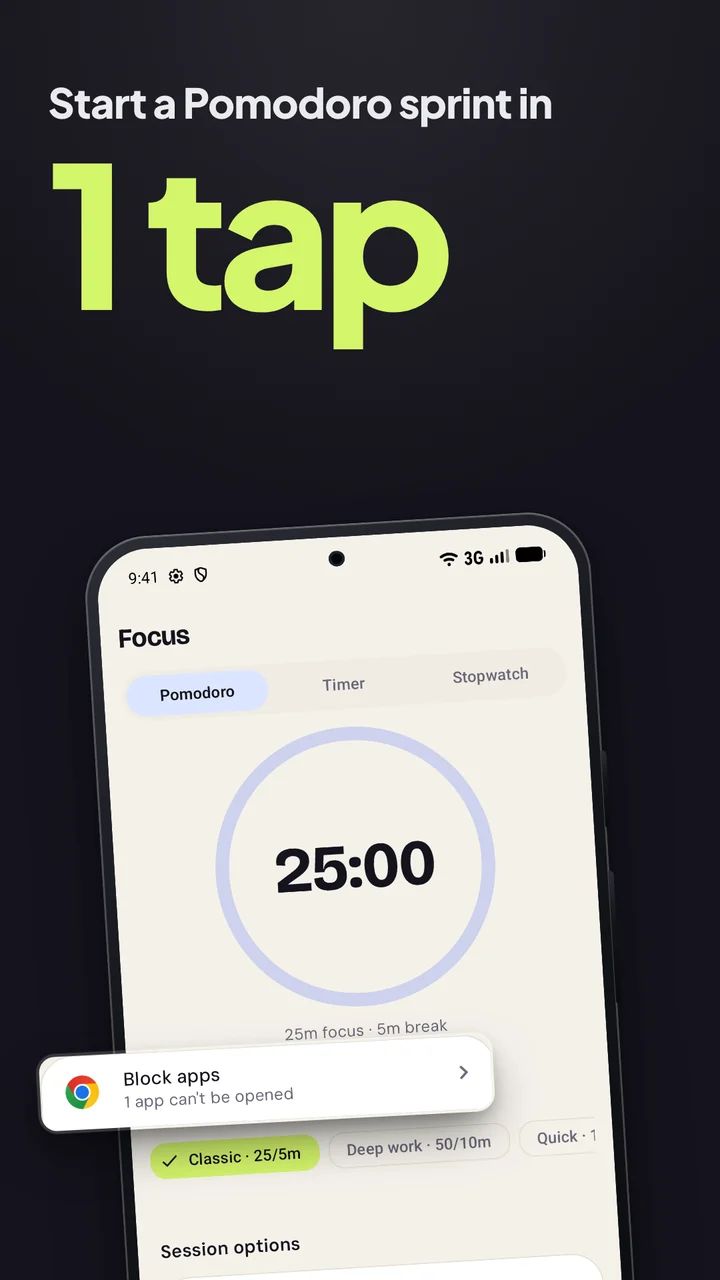 Start a Pomodoro sprint in
1 tap
9:41
3G
Focus
Pomodoro
Timer
Stopwatch
25:00
25m focus · 5m break
Block apps
1 app can't be opened
Classic · 25/5m
Deep work · 50/10m
Quick · 1
Session options